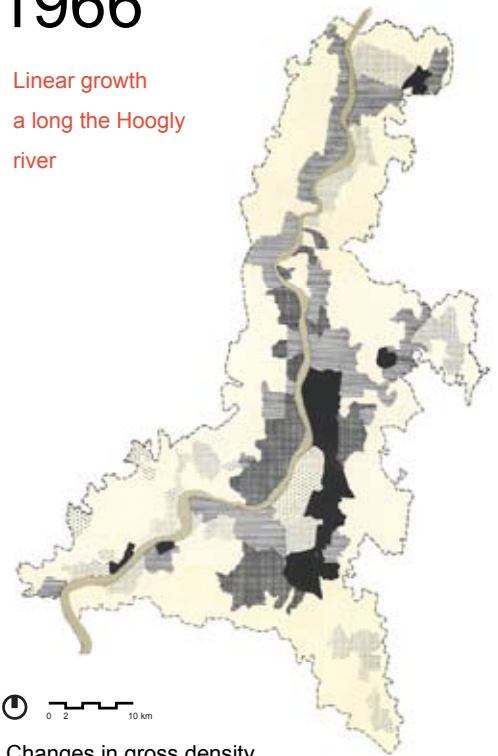 1966
Linear growth
a long the Hoogly
river
0 2 10 km
Changes in gross density